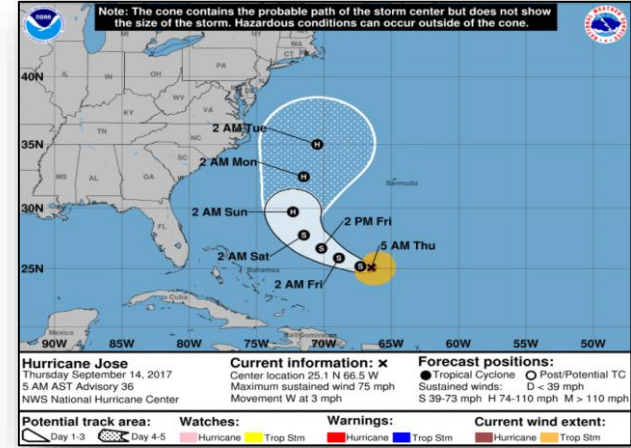 Note: The cone contains the probable path of the storm center but does not show
the size of the storm. Hazardous conditions can occur outside of the cone.
NOAA
40N
35N
30N
25N
MI
NY
MA
CT
RI
PA
IL
IN
OH
WV
VA
KY
TN
NC
SC
MS
AL
GA
FL
2 AM Tue
2 AM Mon
2 AM Sun
2 AM Sat
2 AM Fri
2 PM Fri
5 AM Thu
H
H
H
S
S
S
S
Bermuda
Bahamas
Cuba
Mexico
90W
85W
80W
75W
70W
65W
60W
55W
50W
Hurricane Jose
Thursday September 14, 2017
5 AM AST Advisory 36
NWS National Hurricane Center
Current information: x
Center location 25.1 N 66.5 W
Maximum sustained wind 75 mph
Movement W at 3 mph
Forecast positions:
Tropical Cyclone Post/Potential TC
Sustained winds: D < 39 mph
S 39-73 mph H 74-110 mph M > 110 mph
Potential track area:
Day 1-3 Day 4-5
Watches:
Hurricane Trop Stm
Warnings:
Hurricane Trop Stm
Current wind extent:
Hurricane Trop Stm